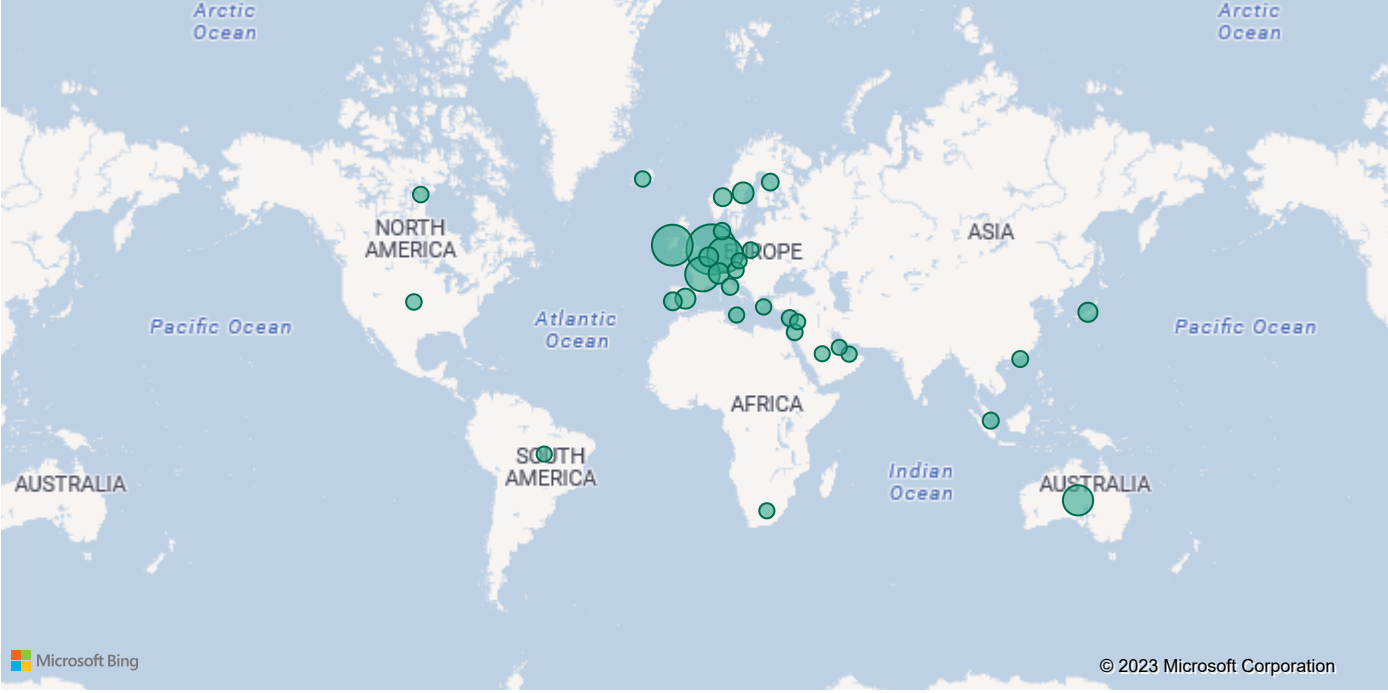 Arctic
Ocean
Arctic
Ocean
NORTH
AMERICA
EUROPE
ASIA
Pacific Ocean
Atlantic
Ocean
Pacific Ocean
AFRICA
SOUTH
AMERICA
Indian
Ocean
AUSTRALIA
AUSTRALIA
Microsoft Bing
© 2023 Microsoft Corporation